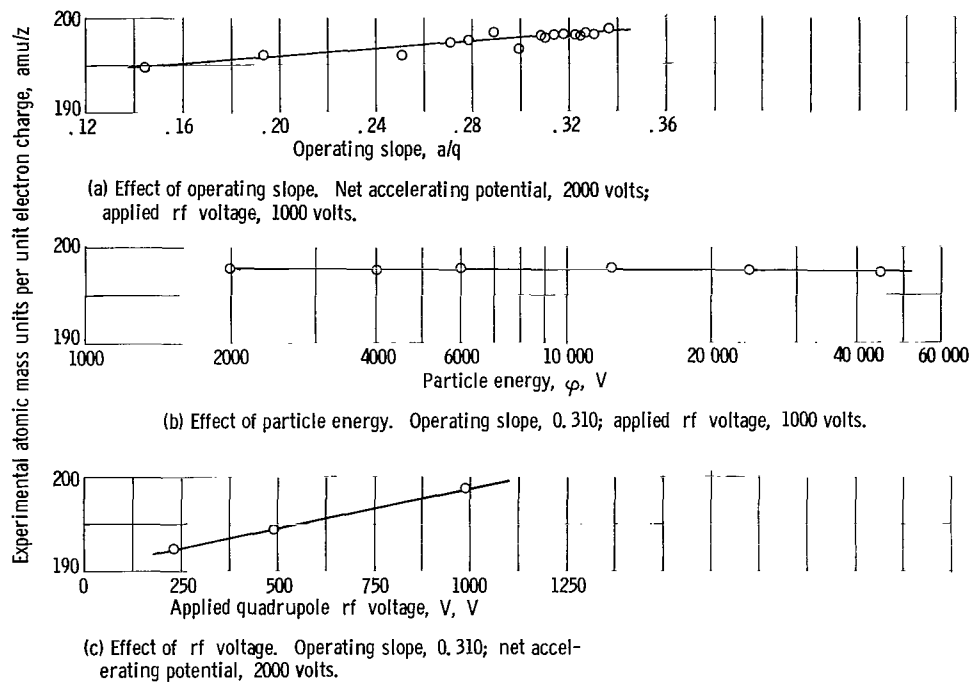 Experimental atomic mass units per unit electron charge, amu/z
200
190
.12 .16 .20 .24 .28 .32 .36
Operating slope, a/q
(a) Effect of operating slope. Net accelerating potential, 2000 volts;
applied rf voltage, 1000 volts.
200
190
1000 2000 4000 6000 10 000 20 000 40 000 60 000
Particle energy, φ, V
(b) Effect of particle energy. Operating slope, 0.310; applied rf voltage, 1000 volts.
200
190
0 250 500 750 1000 1250
Applied quadrupole rf voltage, V, V
(c) Effect of rf voltage. Operating slope, 0.310; net accel-
erating potential, 2000 volts.